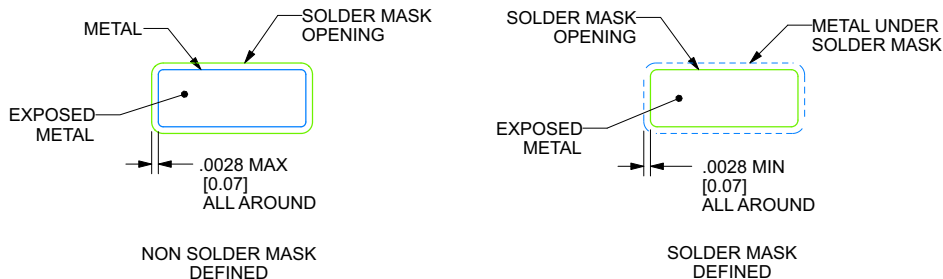 METAL
SOLDER MASK
OPENING
EXPOSED
METAL
.0028 MAX
[0.07]
ALL AROUND
NON SOLDER MASK
DEFINED
SOLDER MASK
OPENING
METAL UNDER
SOLDER MASK
EXPOSED
METAL
.0028 MIN
[0.07]
ALL AROUND
SOLDER MASK
DEFINED